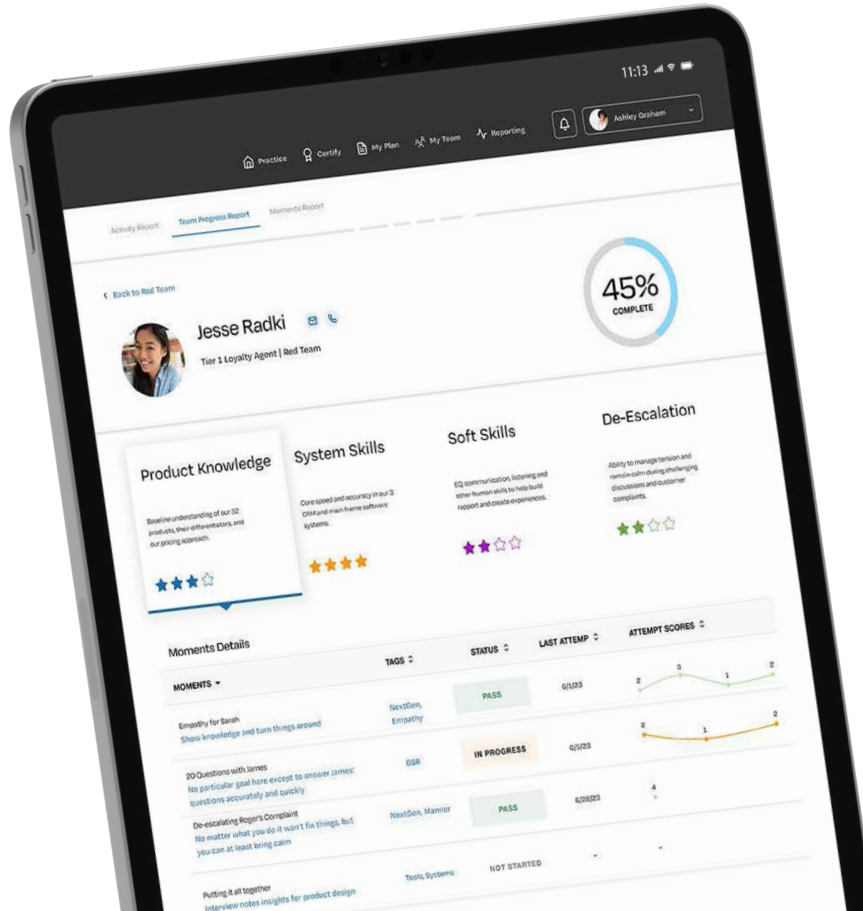 11:13
Practice
Certify
My Plan
My Team
Reporting
Ashley Graham
Activity Report
Team Progress Report
Moments Report
Back to Red Team
Jesse Radki
Tier 1 Loyalty Agent | Red Team
45%
COMPLETE
Product Knowledge
Baseline understanding of our 32
products, their differentiators, and
our pricing approach.
System Skills
Core speed and accuracy in our 3
CRM and main frame software
systems.
Soft Skills
EQ communication, listening and
other human skills to help build
rapport and create experiences.
De-Escalation
Ability to manage tension and
remain calm during challenging
discussions and customer
complaints.
Moments Details
MOMENTS
TAGS
STATUS
LAST ATTEMP
ATTEMPT SCORES
Empathy for Sarah
Show knowledge and turn things around
NextGen,
Empathy
PASS
6/1/23
2 3 1 2
20 Questions with James
No particular goal here except to answer James'
questions accurately and quickly
GSR
IN PROGRESS
6/5/23
2 1 2
De-escalating Roger's Complaint
No matter what you do it won't fix things, but
you can at least bring calm
NextGen, Manner
PASS
6/28/23
4
Putting it all together
Interview notes insights for product design
Tools, Systems
NOT STARTED
-
-